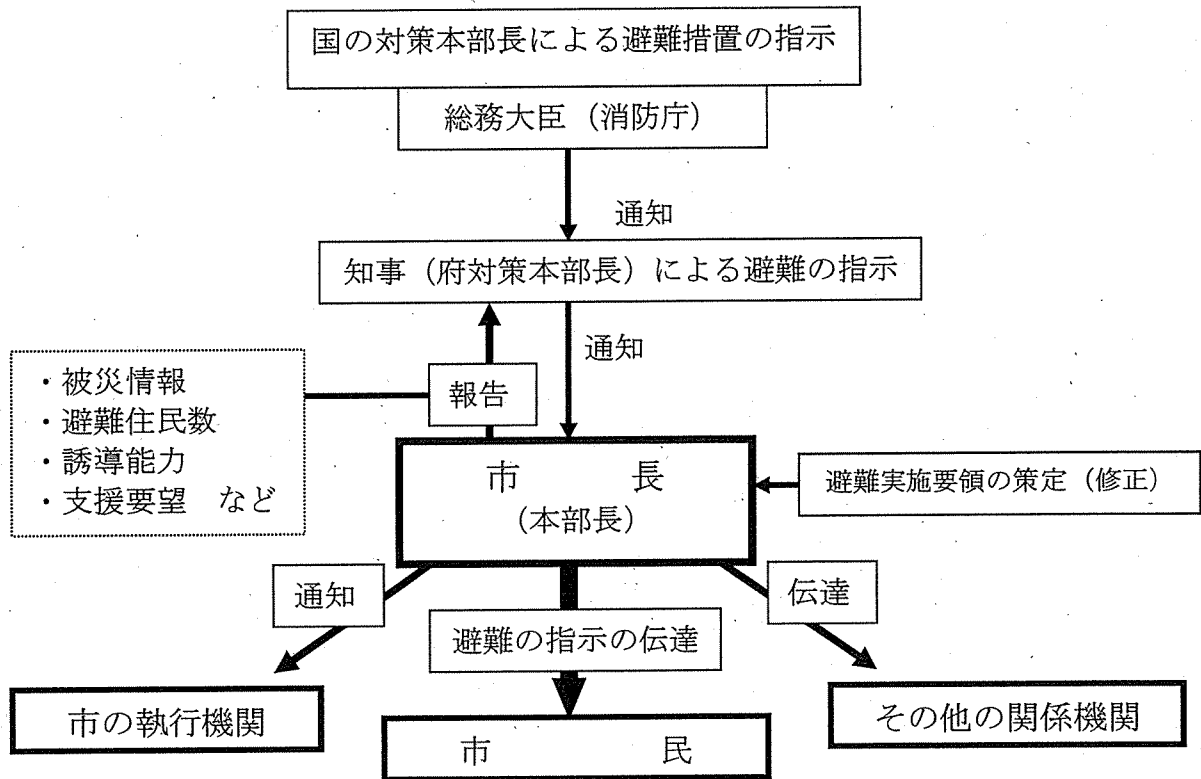 国の対策本部長による避難措置の指示
総務大臣（消防庁）
通知
知事（府対策本部長）による避難の指示
通知
・被災情報
・避難住民数
・誘導能力
・支援要望　など
報告
市　　　長
（本部長）
避難実施要領の策定（修正）
通知
避難の指示の伝達
伝達
市の執行機関
市　　　民
その他の関係機関